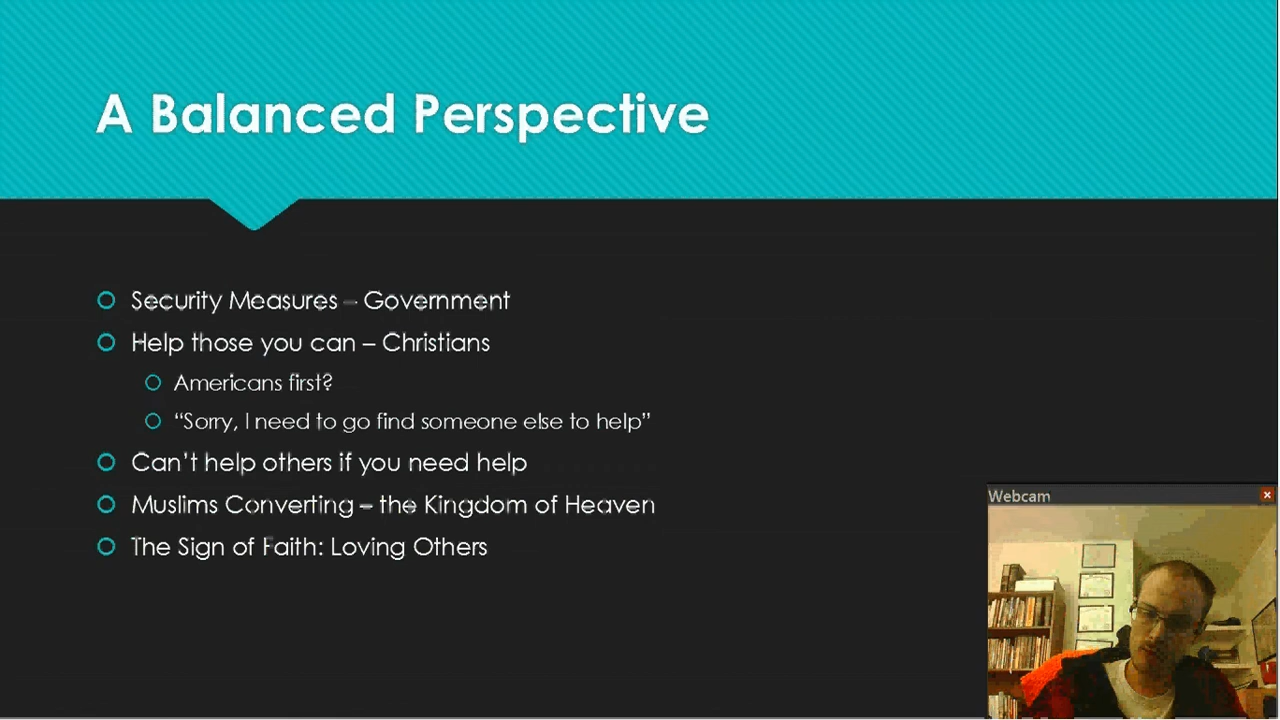 A Balanced Perspective
Security Measures – Government
Help those you can – Christians
Americans first?
“Sorry, I need to go find someone else to help”
Can’t help others if you need help
Muslims Converting – the Kingdom of Heaven
The Sign of Faith: Loving Others
Webcam